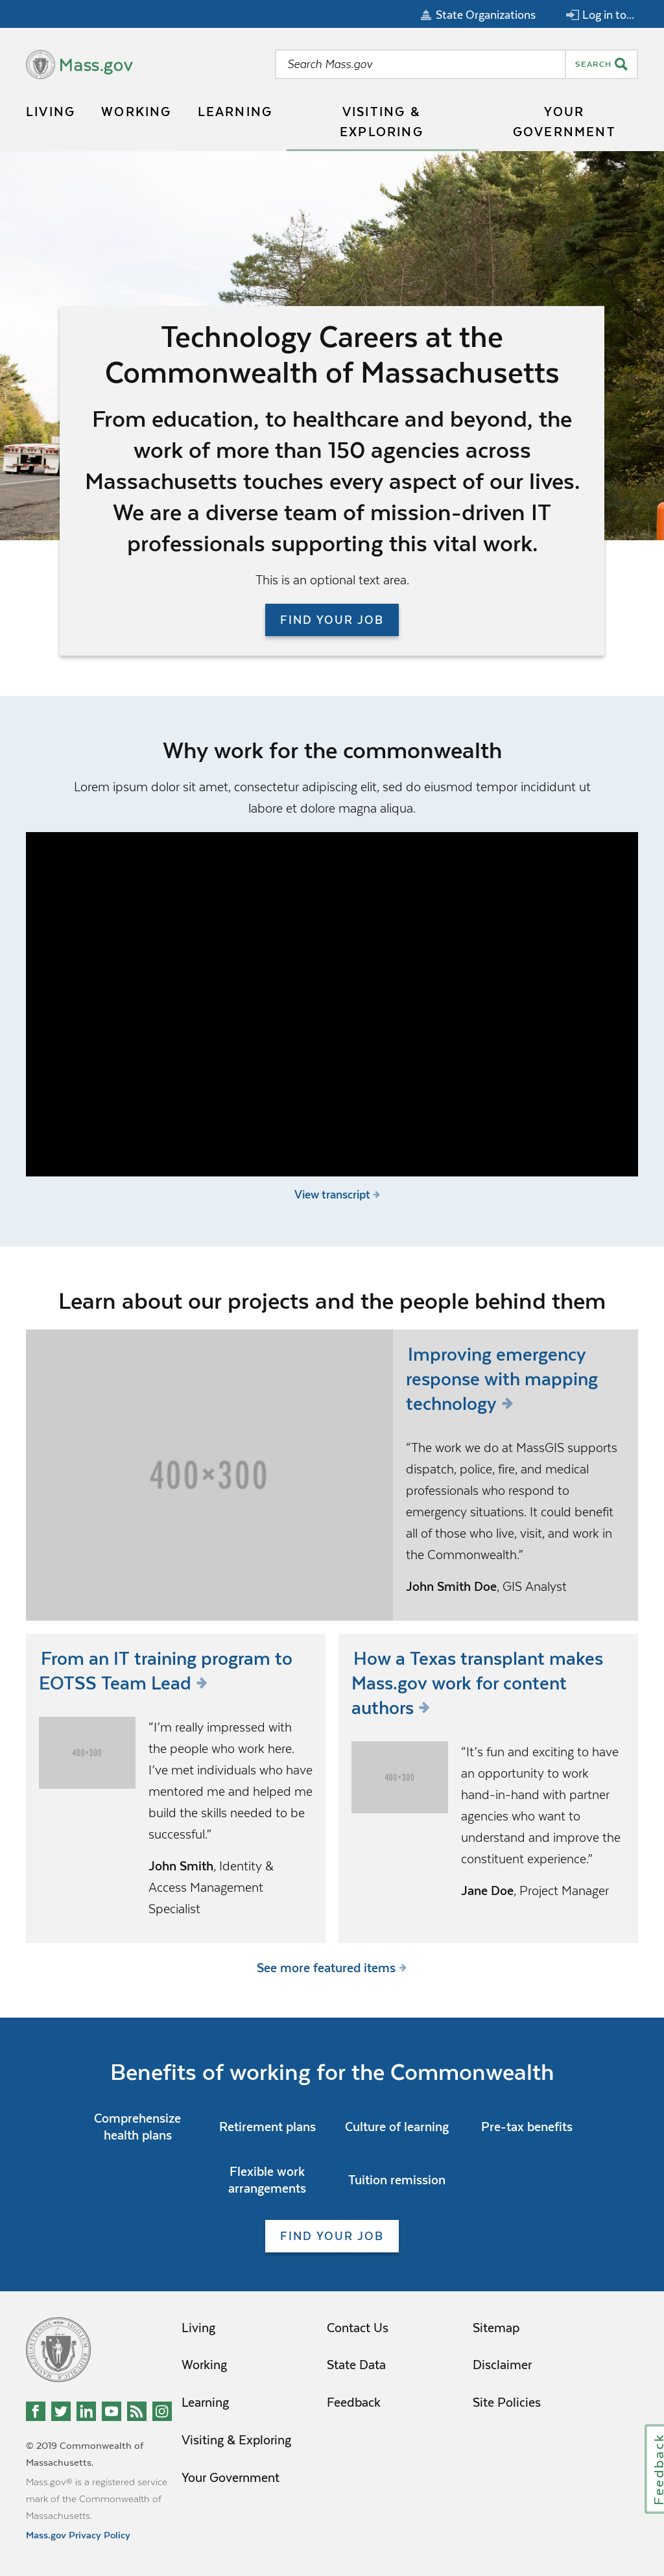 State Organizations
Log in to...
Mass.gov
Search Mass.gov
SEARCH
LIVING
WORKING
LEARNING
VISITING &
EXPLORING
YOUR
GOVERNMENT
Technology Careers at the
Commonwealth of Massachusetts
From education, to healthcare and beyond, the
work of more than 150 agencies across
Massachusetts touches every aspect of our lives.
We are a diverse team of mission-driven IT
professionals supporting this vital work.
This is an optional text area.
FIND YOUR JOB
Why work for the commonwealth
Lorem ipsum dolor sit amet, consectetur adipiscing elit, sed do eiusmod tempor incididunt ut
labore et dolore magna aliqua.
View transcript
Learn about our projects and the people behind them
400×300
Improving emergency
response with mapping
technology
“The work we do at MassGIS supports
dispatch, police, fire, and medical
professionals who respond to
emergency situations. It could benefit
all of those who live, visit, and work in
the Commonwealth.”
John Smith Doe, GIS Analyst
From an IT training program to
EOTSS Team Lead
400×300
“I’m really impressed with
the people who work here.
I’ve met individuals who have
mentored me and helped me
build the skills needed to be
successful.”
John Smith, Identity &
Access Management
Specialist
How a Texas transplant makes
Mass.gov work for content
authors
400×300
“It’s fun and exciting to have
an opportunity to work
hand-in-hand with partner
agencies who want to
understand and improve the
constituent experience.”
Jane Doe, Project Manager
See more featured items
Benefits of working for the Commonwealth
Comprehensize
health plans
Retirement plans
Culture of learning
Pre-tax benefits
Flexible work
arrangements
Tuition remission
FIND YOUR JOB
Living
Working
Learning
Visiting & Exploring
Your Government
Contact Us
State Data
Feedback
Sitemap
Disclaimer
Site Policies
© 2019 Commonwealth of
Massachusetts.
Mass.gov® is a registered service
mark of the Commonwealth of
Massachusetts.
Mass.gov Privacy Policy
Feedback